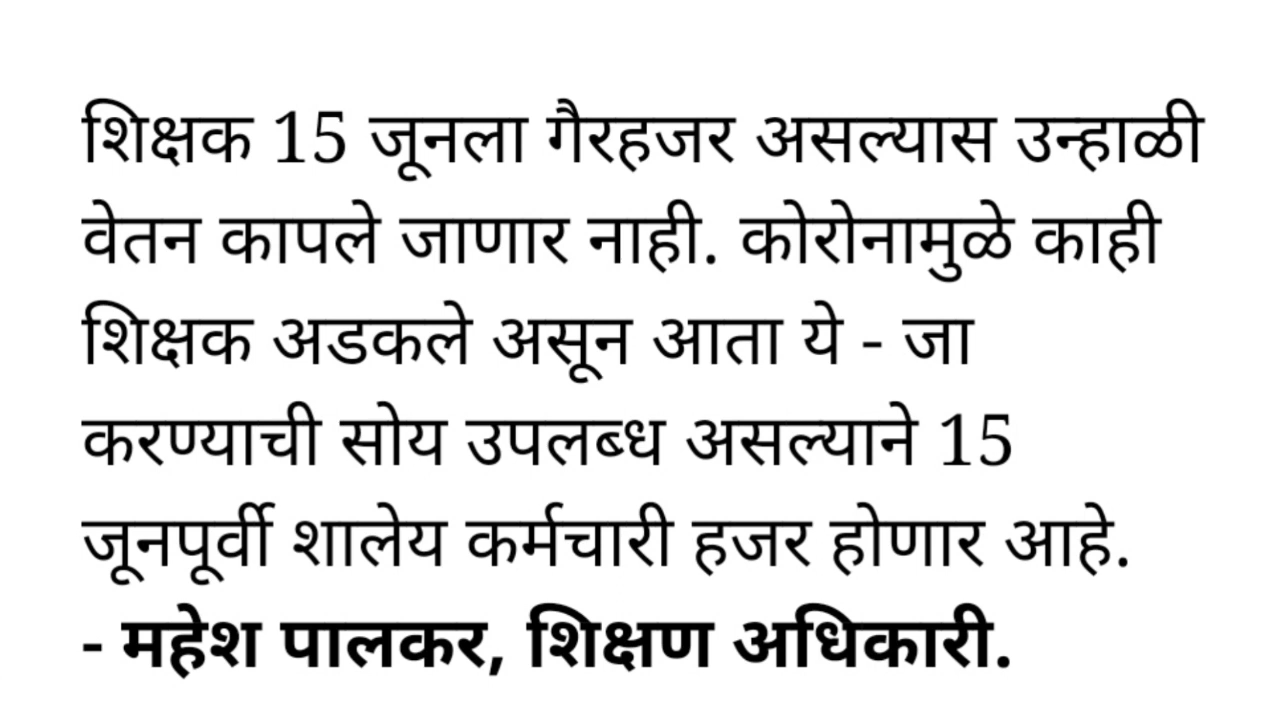 शिक्षक 15 जूनला गैरहजर असल्यास उन्हाळी
वेतन कापले जाणार नाही. कोरोनामुळे काही
शिक्षक अडकले असून आता ये - जा
करण्याची सोय उपलब्ध असल्याने 15
जूनपूर्वी शालेय कर्मचारी हजर होणार आहे.
- महेश पालकर, शिक्षण अधिकारी.